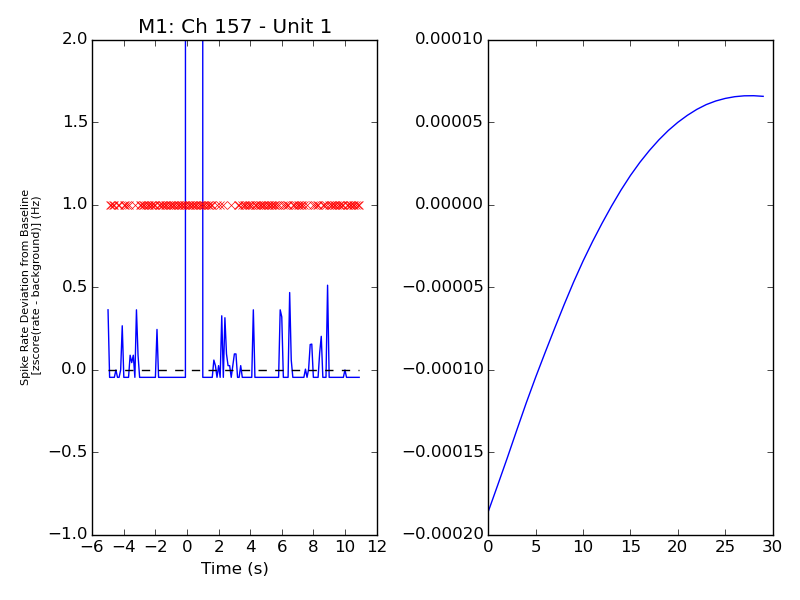 M1: Ch 157 - Unit 1
Spike Rate Deviation from Baseline
[zscore(rate - background)] (Hz)
2.0
1.5
1.0
0.5
0.0
−0.5
−1.0
−6 −4 −2 0 2 4 6 8 10 12
Time (s)
0.00010
0.00005
0.00000
−0.00005
−0.00010
−0.00015
−0.00020
0 5 10 15 20 25 30